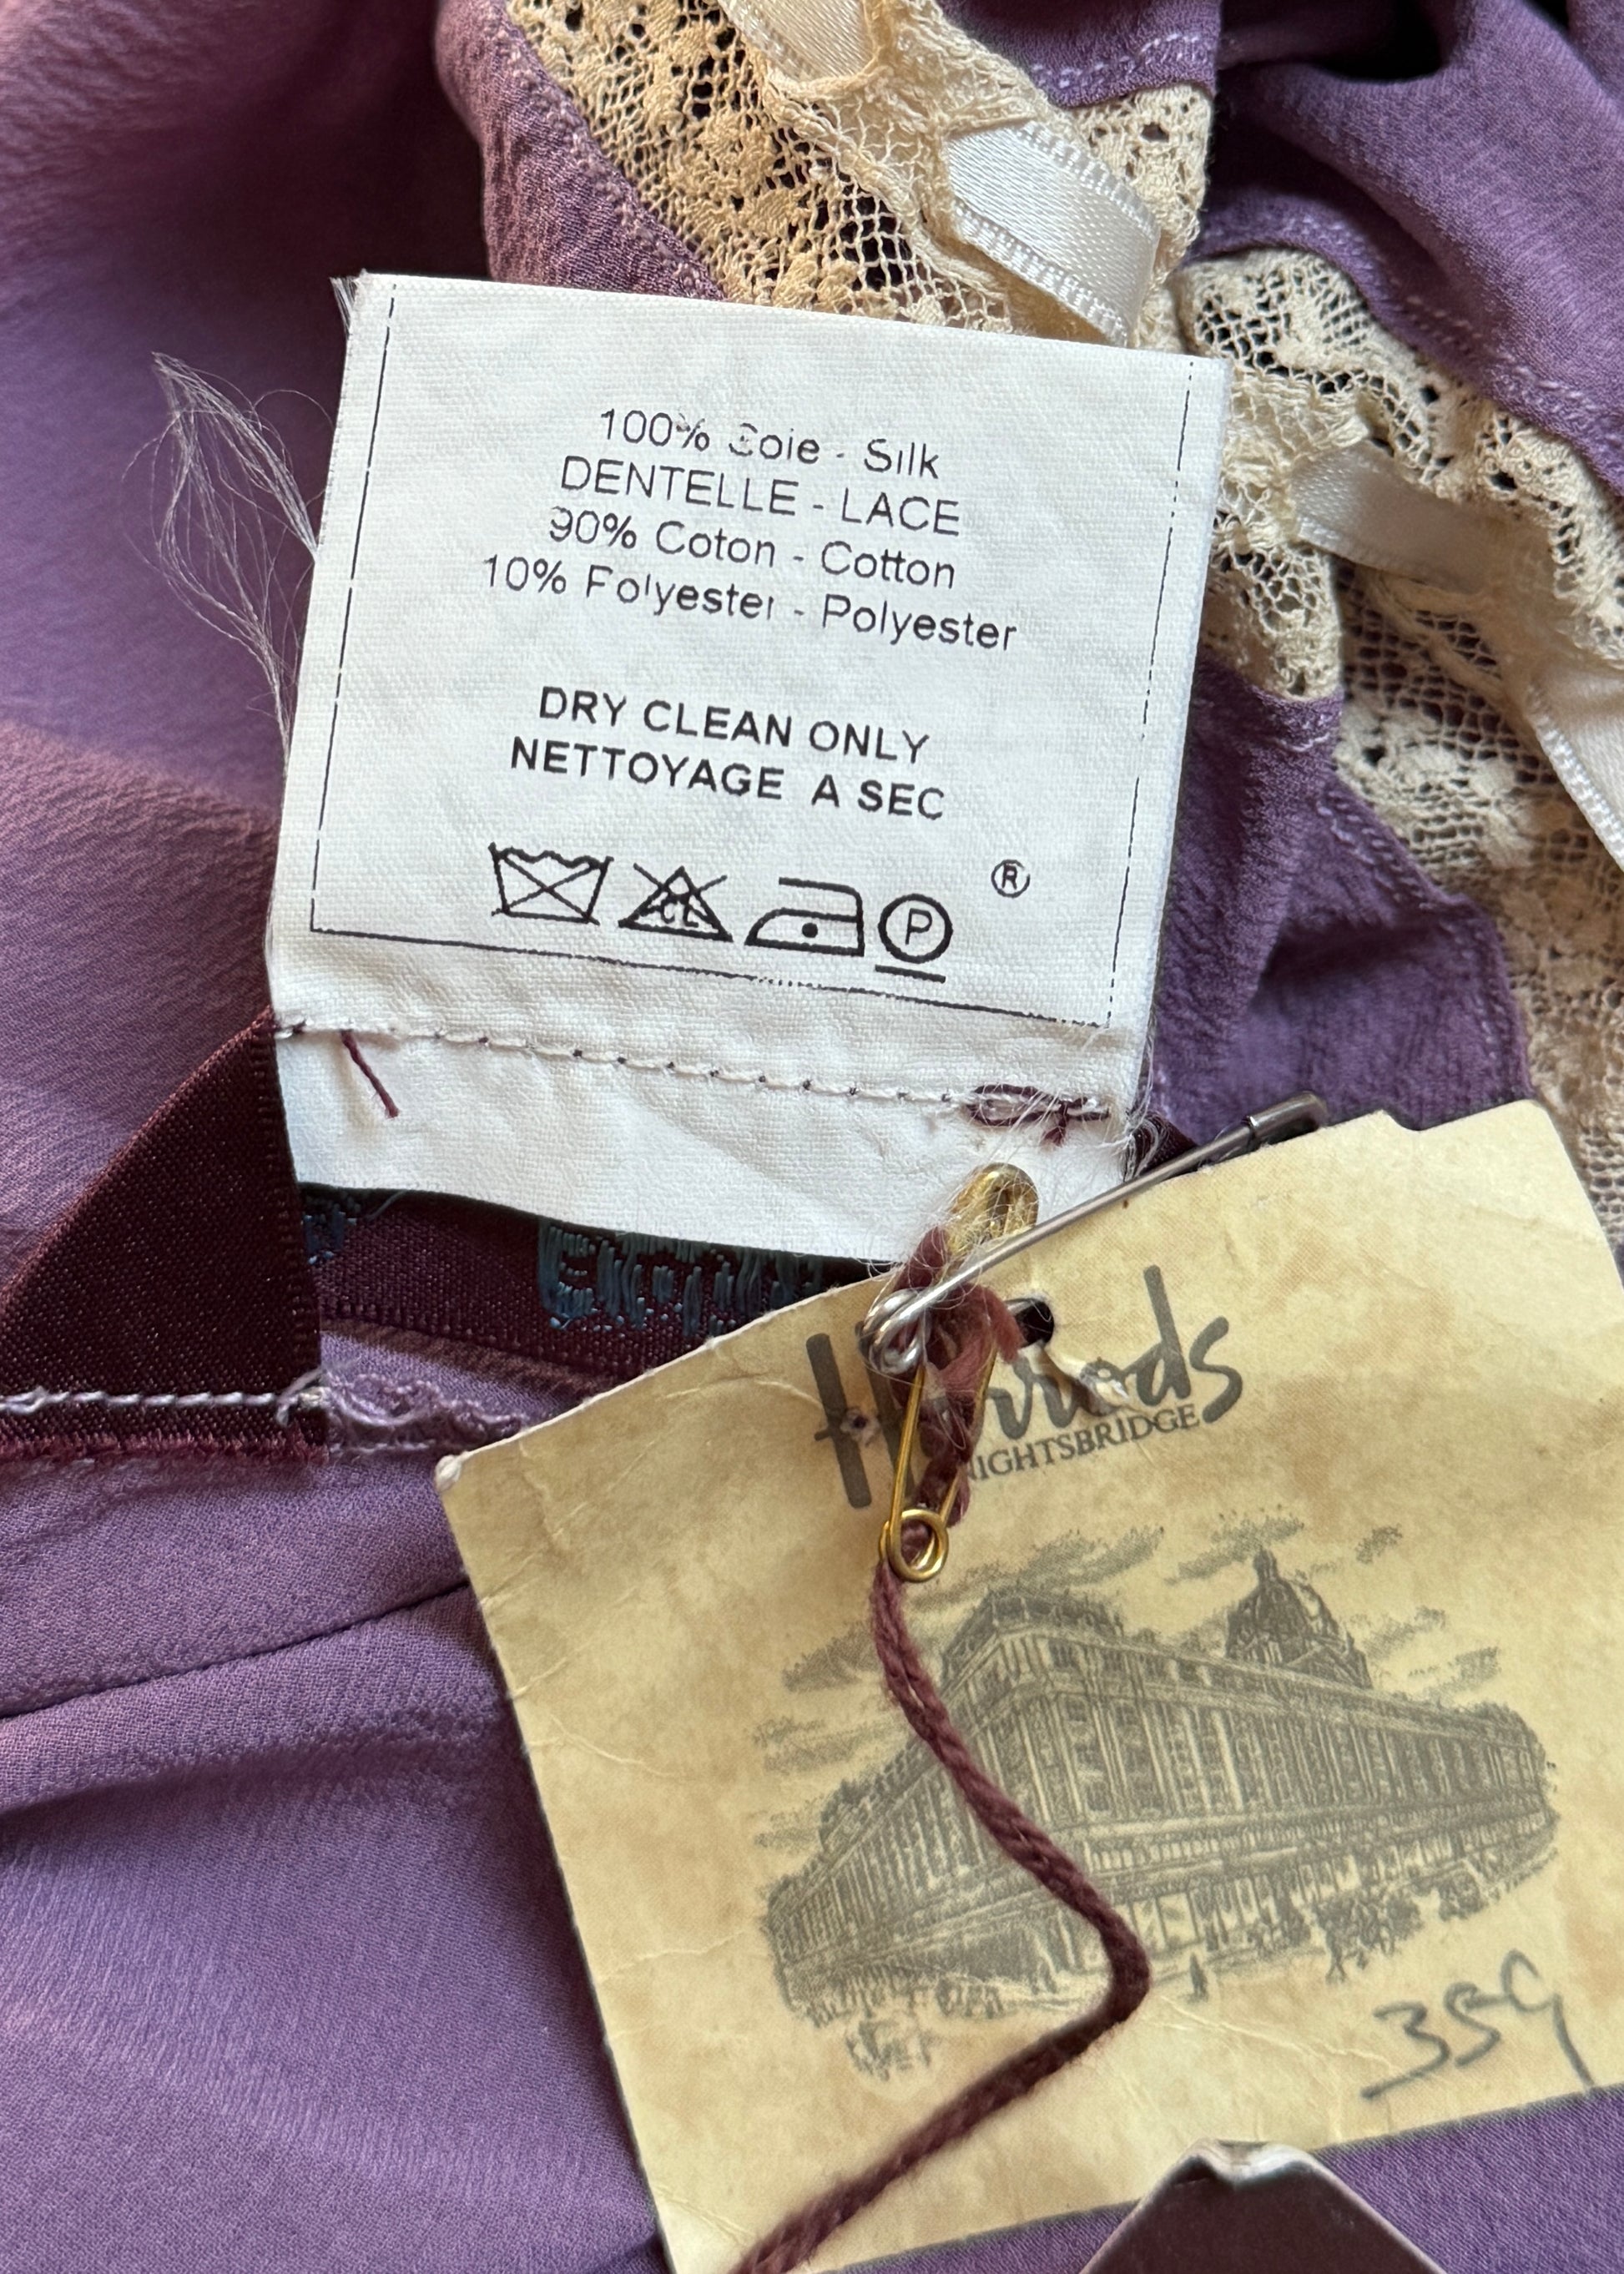 100% Soie - Silk
DENTELLE - LACE
90% Coton - Cotton
10% Polyester - Polyester
DRY CLEAN ONLY
NETTOYAGE A SEC
CL P ®
Harrods
KNIGHTSBRIDGE
359